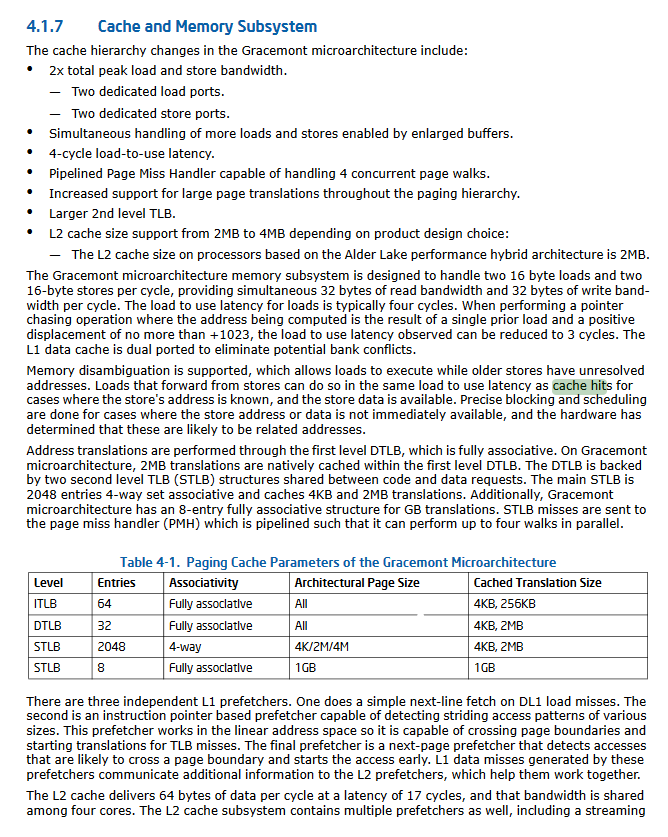 4.1.7 Cache and Memory Subsystem
The cache hierarchy changes in the Gracemont microarchitecture include:
• 2x total peak load and store bandwidth.
— Two dedicated load ports.
— Two dedicated store ports.
• Simultaneous handling of more loads and stores enabled by enlarged buffers.
• 4-cycle load-to-use latency.
• Pipelined Page Miss Handler capable of handling 4 concurrent page walks.
• Increased support for large page translations throughout the paging hierarchy.
• Larger 2nd level TLB.
• L2 cache size support from 2MB to 4MB depending on product design choice:
— The L2 cache size on processors based on the Alder Lake performance hybrid architecture is 2MB.
The Gracemont microarchitecture memory subsystem is designed to handle two 16 byte loads and two
16-byte stores per cycle, providing simultaneous 32 bytes of read bandwidth and 32 bytes of write band-
width per cycle. The load to use latency for loads is typically four cycles. When performing a pointer
chasing operation where the address being computed is the result of a single prior load and a positive
displacement of no more than +1023, the load to use latency observed can be reduced to 3 cycles. The
L1 data cache is dual ported to eliminate potential bank conflicts.
Memory disambiguation is supported, which allows loads to execute while older stores have unresolved
addresses. Loads that forward from stores can do so in the same load to use latency as cache hits for
cases where the store's address is known, and the store data is available. Precise blocking and scheduling
are done for cases where the store address or data is not immediately available, and the hardware has
determined that these are likely to be related addresses.
Address translations are performed through the first level DTLB, which is fully associative. On Gracemont
microarchitecture, 2MB translations are natively cached within the first level DTLB. The DTLB is backed
by two second level TLB (STLB) structures shared between code and data requests. The main STLB is
2048 entries 4-way set associative and caches 4KB and 2MB translations. Additionally, Gracemont
microarchitecture has an 8-entry fully associative structure for GB translations. STLB misses are sent to
the page miss handler (PMH) which is pipelined such that it can perform up to four walks in parallel.
Table 4-1. Paging Cache Parameters of the Gracemont Microarchitecture
Level Entries Associativity Architectural Page Size Cached Translation Size
ITLB 64 Fully associative All 4KB, 256KB
DTLB 32 Fully associative All 4KB, 2MB
STLB 2048 4-way 4K/2M/4M 4KB, 2MB
STLB 8 Fully associative 1GB 1GB
There are three independent L1 prefetchers. One does a simple next-line fetch on DL1 load misses. The
second is an instruction pointer based prefetcher capable of detecting striding access patterns of various
sizes. This prefetcher works in the linear address space so it is capable of crossing page boundaries and
starting translations for TLB misses. The final prefetcher is a next-page prefetcher that detects accesses
that are likely to cross a page boundary and starts the access early. L1 data misses generated by these
prefetchers communicate additional information to the L2 prefetchers, which help them work together.
The L2 cache delivers 64 bytes of data per cycle at a latency of 17 cycles, and that bandwidth is shared
among four cores. The L2 cache subsystem contains multiple prefetchers as well, including a streaming